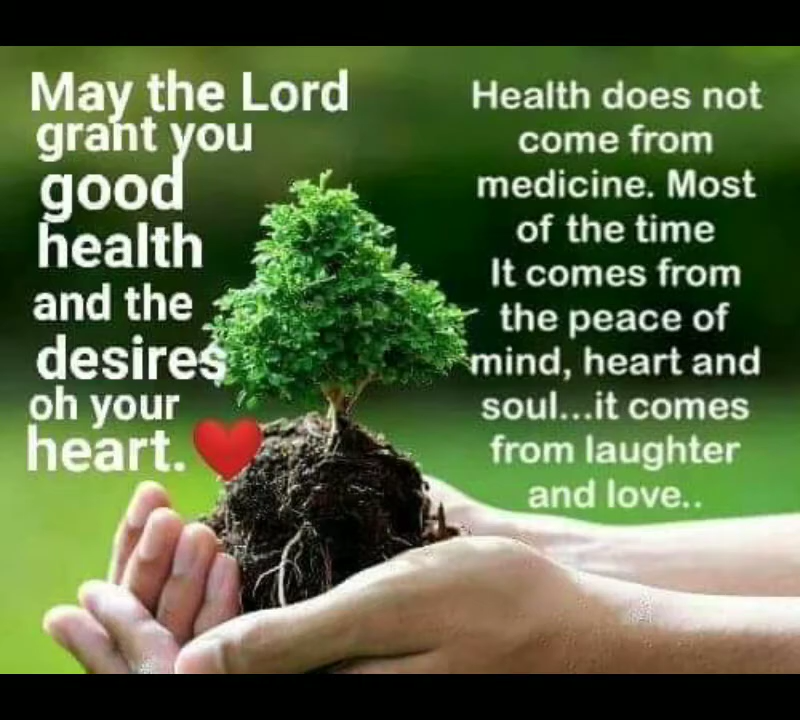 May the Lord
grant you
good
health
and the
desires
oh your
heart.
Health does not
come from
medicine. Most
of the time
It comes from
the peace of
mind, heart and
soul...it comes
from laughter
and love..